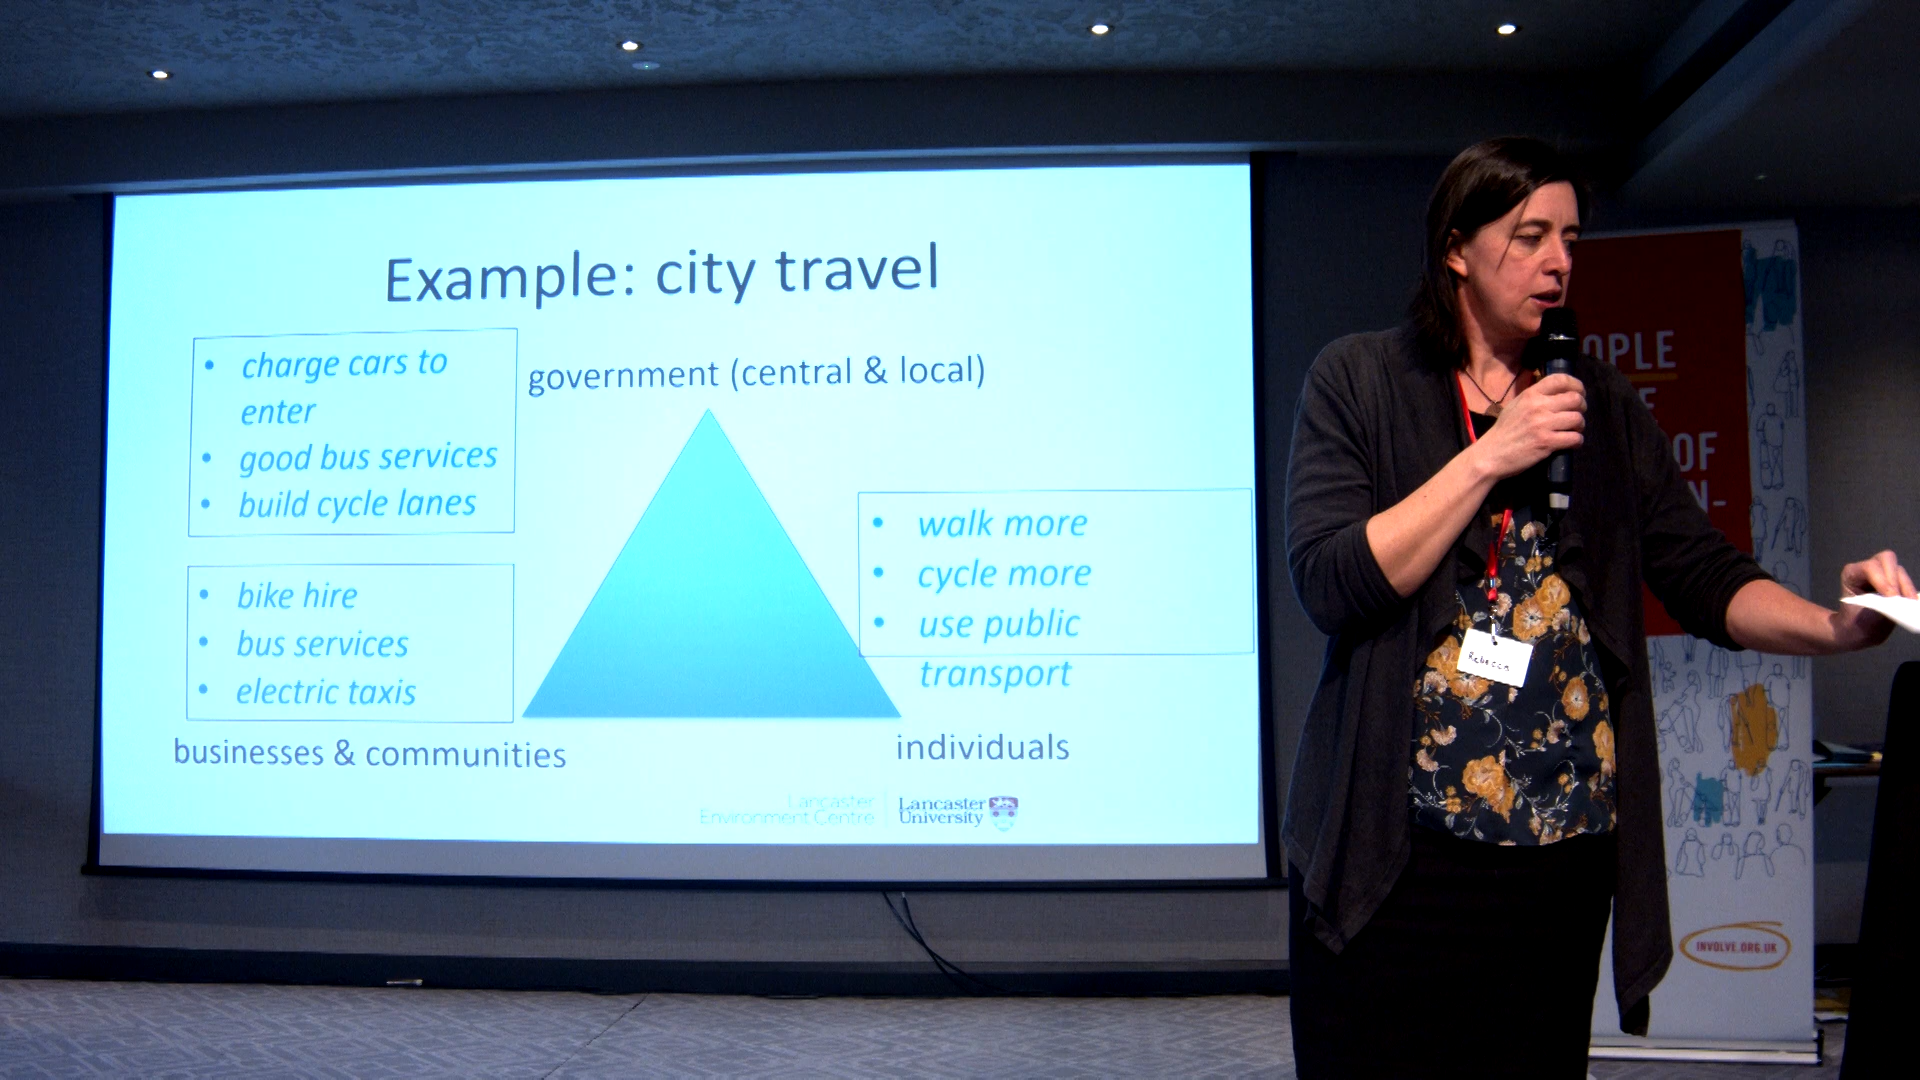 Example: city travel
• charge cars to
enter
• good bus services
• build cycle lanes
government (central & local)
• bike hire
• bus services
• electric taxis
businesses & communities
• walk more
• cycle more
• use public
transport
individuals
Lancaster
Environment Centre
Lancaster
University
Rebecca
OPLE
E
OF
N-
INVOLVE.ORG.UK